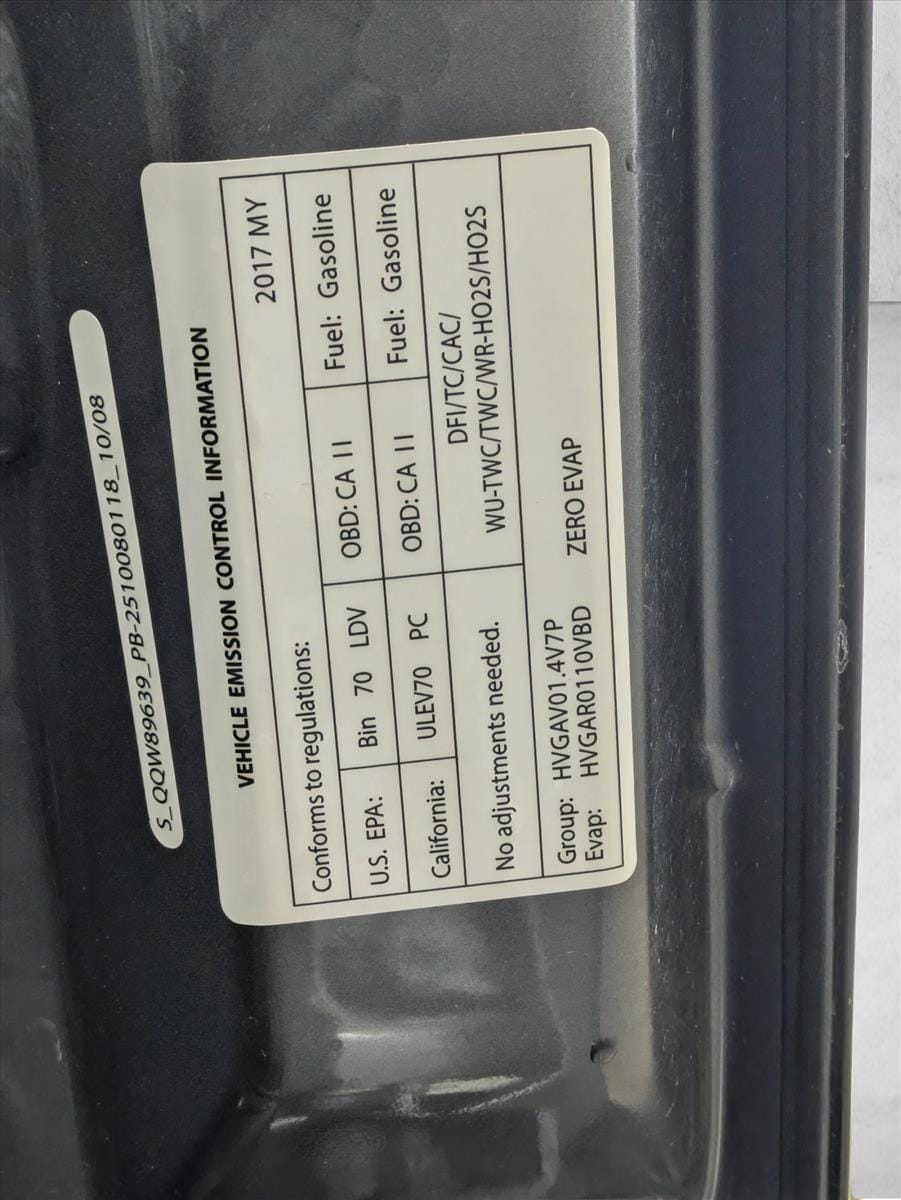 S_QQW89639_PB-2510080118_10/08
VEHICLE EMISSION CONTROL INFORMATION
2017 MY
Conforms to regulations:
U.S. EPA: Bin 70 LDV OBD: CA II Fuel: Gasoline
California: ULEV70 PC OBD: CA II Fuel: Gasoline
No adjustments needed.
DFI/TC/CAC/
WU-TWC/TWC/WR-HO2S/HO2S
Group: HVGAV01.4V7P
Evap: HVGAR0110VBD ZERO EVAP